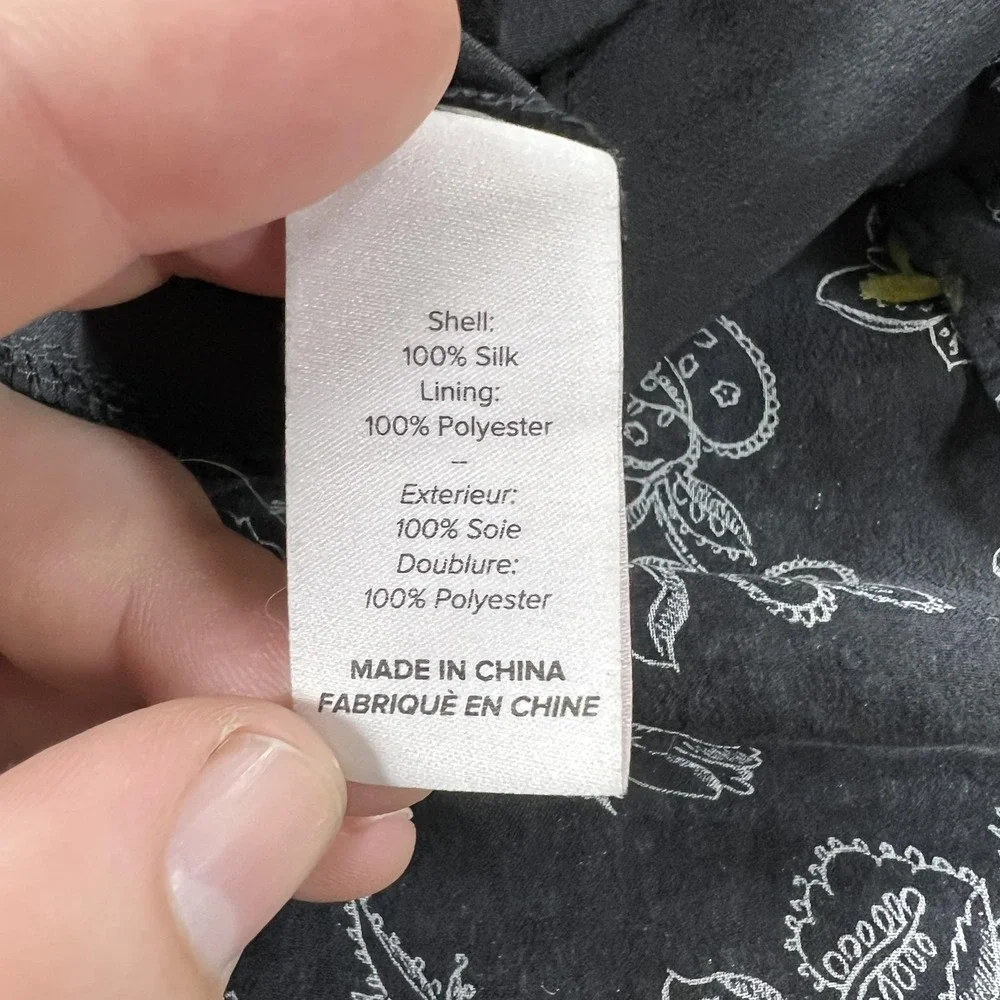 Shell:
100% Silk
Lining:
100% Polyester
–
Exterieur:
100% Soie
Doublure:
100% Polyester
MADE IN CHINA
FABRIQUÈ EN CHINE